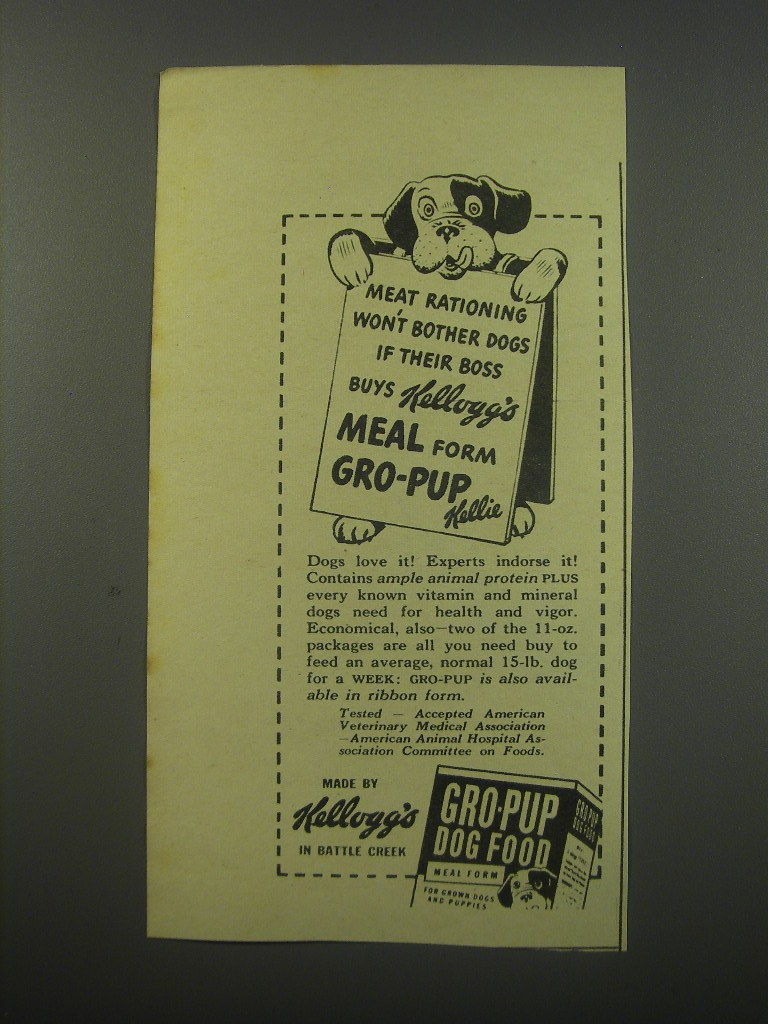 MEAT RATIONING
WON'T BOTHER DOGS
IF THEIR BOSS
BUYS Kellogg's
MEAL FORM
GRO-PUP
Kellie
Dogs love it! Experts indorse it!
Contains ample animal protein PLUS
every known vitamin and mineral
dogs need for health and vigor.
Economical, also—two of the 11-oz.
packages are all you need buy to
feed an average, normal 15-lb. dog
for a WEEK: GRO-PUP is also avail-
able in ribbon form.
Tested — Accepted American
Veterinary Medical Association
—American Animal Hospital As-
sociation Committee on Foods.
MADE BY
Kellogg's
IN BATTLE CREEK
GRO-PUP
DOG FOOD
MEAL FORM
FOR GROWN DOGS
AND PUPPIES
GRO-PUP
DOG FOOD